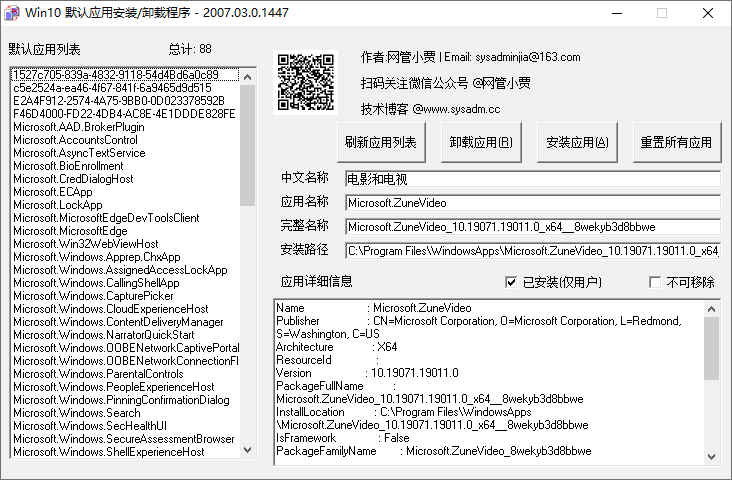 Win10 默认应用安装/卸载程序 - 2007.03.0.1447
默认应用列表
总计: 88
1527c705-839a-4832-9118-54d4Bd6a0c89
c5e2524a-ea46-4f67-841f-6a9465d9d515
E2A4F912-2574-4A75-9BB0-0D023378592B
F46D4000-FD22-4DB4-AC8E-4E1DDDE828FE
Microsoft.AAD.BrokerPlugin
Microsoft.AccountsControl
Microsoft.AsyncTextService
Microsoft.BioEnrollment
Microsoft.CredDialogHost
Microsoft.ECApp
Microsoft.LockApp
Microsoft.MicrosoftEdgeDevToolsClient
Microsoft.MicrosoftEdge
Microsoft.Win32WebViewHost
Microsoft.Windows.Apprep.ChxApp
Microsoft.Windows.AssignedAccessLockApp
Microsoft.Windows.CallingShellApp
Microsoft.Windows.CapturePicker
Microsoft.Windows.CloudExperienceHost
Microsoft.Windows.ContentDeliveryManager
Microsoft.Windows.NarratorQuickStart
Microsoft.Windows.OOBENetworkCaptivePortal
Microsoft.Windows.OOBENetworkConnectionFl
Microsoft.Windows.ParentalControls
Microsoft.Windows.PeopleExperienceHost
Microsoft.Windows.PinningConfirmationDialog
Microsoft.Windows.Search
Microsoft.Windows.SecHealthUI
Microsoft.Windows.SecureAssessmentBrowser
Microsoft.Windows.ShellExperienceHost
作者:网管小贾 | Email: sysadminjia@163.com
扫码关注微信公众号 @网管小贾
技术博客 @www.sysadm.cc
刷新应用列表
卸载应用(R)
安装应用(A)
重置所有应用
中文名称
电影和电视
应用名称
Microsoft.ZuneVideo
完整名称
Microsoft.ZuneVideo_10.19071.19011.0_x64__8wekyb3d8bbwe
安装路径
C:\Program Files\WindowsApps\Microsoft.ZuneVideo_10.19071.19011.0_x64_
应用详细信息
已安装(仅用户)
不可移除
Name : Microsoft.ZuneVideo
Publisher : CN=Microsoft Corporation, O=Microsoft Corporation, L=Redmond,
S=Washington, C=US
Architecture : X64
ResourceId :
Version : 10.19071.19011.0
PackageFullName :
Microsoft.ZuneVideo_10.19071.19011.0_x64__8wekyb3d8bbwe
InstallLocation : C:\Program Files\WindowsApps
\Microsoft.ZuneVideo_10.19071.19011.0_x64__8wekyb3d8bbwe
IsFramework : False
PackageFamilyName : Microsoft.ZuneVideo_8wekyb3d8bbwe